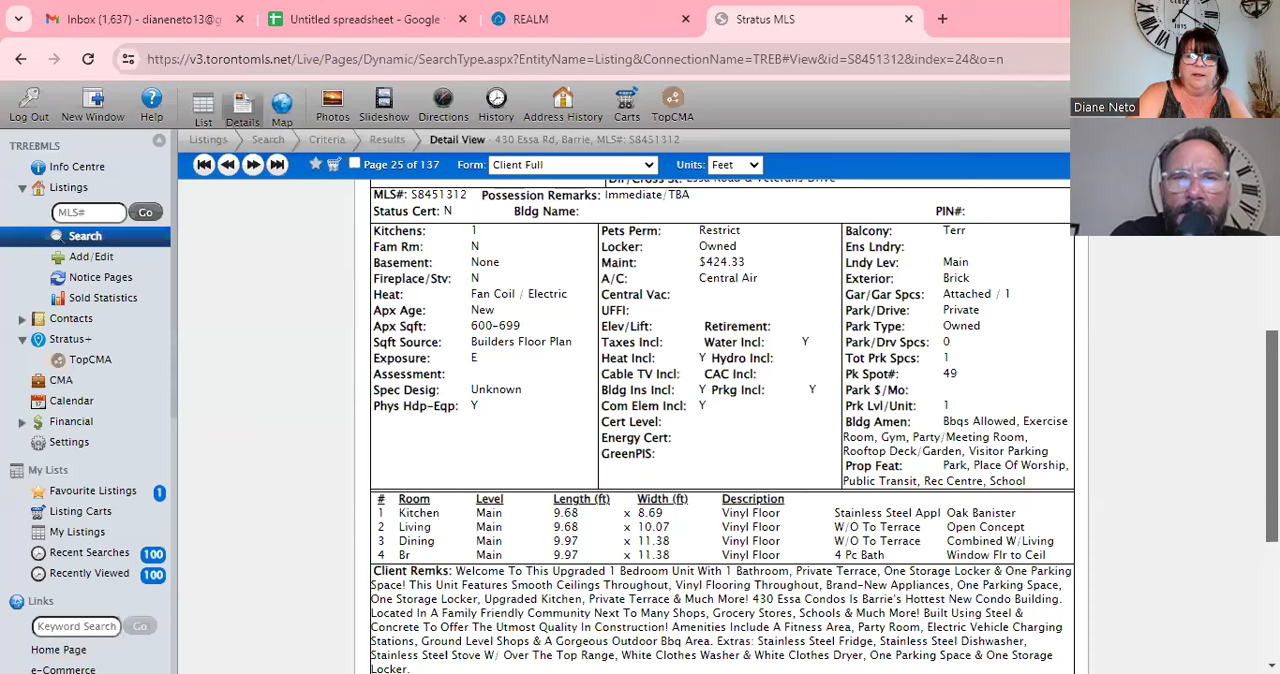 Inbox (1,637) - dianeneto13@g × Untitled spreadsheet - Google × REALM × Stratus MLS × +
https://v3.torontomls.net/Live/Pages/Dynamic/SearchType.aspx?EntityName=Listing&ConnectionName=TREB#View&id=S8451312&index=24&o=n
Diane Neto
Log Out New Window Help List Details Map Photos Slideshow Directions History Address History Carts TopCMA
TRREBMLS
Listings Search Criteria Results Detail View - 430 Essa Rd, Barrie, MLS#: S8451312
Page 25 of 137 Form: Client Full Units: Feet
Info Centre
Listings
MLS# Go
Search
Add/Edit
Notice Pages
Sold Statistics
Contacts
Stratus+
TopCMA
CMA
Calendar
Financial
Settings
My Lists
Favourite Listings 1
Listing Carts
My Listings
Recent Searches 100
Recently Viewed 100
Links
Keyword Search Go
Home Page
e-Commerce
Dir/Cross St: Essa Road & Veterans Drive
MLS#: S8451312 Possession Remarks: Immediate/TBA
Status Cert: N Bldg Name: PIN#:
Kitchens: 1 Pets Perm: Restrict Balcony: Terr
Fam Rm: N Locker: Owned Ens Lndry:
Basement: None Maint: $424.33 Lndy Lev: Main
Fireplace/Stv: N A/C: Central Air Exterior: Brick
Heat: Fan Coil / Electric Central Vac: Gar/Gar Spcs: Attached / 1
Apx Age: New UFFI: Park/Drive: Private
Apx Sqft: 600-699 Elev/Lift: Retirement: Park Type: Owned
Sqft Source: Builders Floor Plan Taxes Incl: Water Incl: Y Park/Drv Spcs: 0
Exposure: E Heat Incl: Y Hydro Incl: Tot Prk Spcs: 1
Assessment: Cable TV Incl: CAC Incl: Pk Spot#: 49
Spec Desig: Unknown Bldg Ins Incl: Y Prkg Incl: Y Park $/Mo:
Phys Hdp-Eqp: Y Com Elem Incl: Y Prk Lvl/Unit: 1
Cert Level: Bldg Amen: Bbqs Allowed, Exercise
Energy Cert: Room, Gym, Party/Meeting Room,
GreenPIS: Rooftop Deck/Garden, Visitor Parking
Prop Feat: Park, Place Of Worship,
Public Transit, Rec Centre, School
# Room Level Length (ft) Width (ft) Description
1 Kitchen Main 9.68 x 8.69 Vinyl Floor Stainless Steel Appl Oak Banister
2 Living Main 9.68 x 10.07 Vinyl Floor W/O To Terrace Open Concept
3 Dining Main 9.97 x 11.38 Vinyl Floor W/O To Terrace Combined W/Living
4 Br Main 9.97 x 11.38 Vinyl Floor 4 Pc Bath Window Flr to Ceil
Client Remks: Welcome To This Upgraded 1 Bedroom Unit With 1 Bathroom, Private Terrace, One Storage Locker & One Parking
Space! This Unit Features Smooth Ceilings Throughout, Vinyl Flooring Throughout, Brand-New Appliances, One Parking Space,
One Storage Locker, Upgraded Kitchen, Private Terrace & Much More! 430 Essa Condos Is Barrie's Hottest New Condo Building.
Located In A Family Friendly Community Next To Many Shops, Grocery Stores, Schools & Much More! Built Using Steel &
Concrete To Offer The Utmost Quality In Construction! Amenities Include A Fitness Area, Party Room, Electric Vehicle Charging
Stations, Ground Level Shops & A Gorgeous Outdoor Bbq Area. Extras: Stainless Steel Fridge, Stainless Steel Dishwasher,
Stainless Steel Stove W/ Over The Top Range, White Clothes Washer & White Clothes Dryer, One Parking Space & One Storage
Locker.